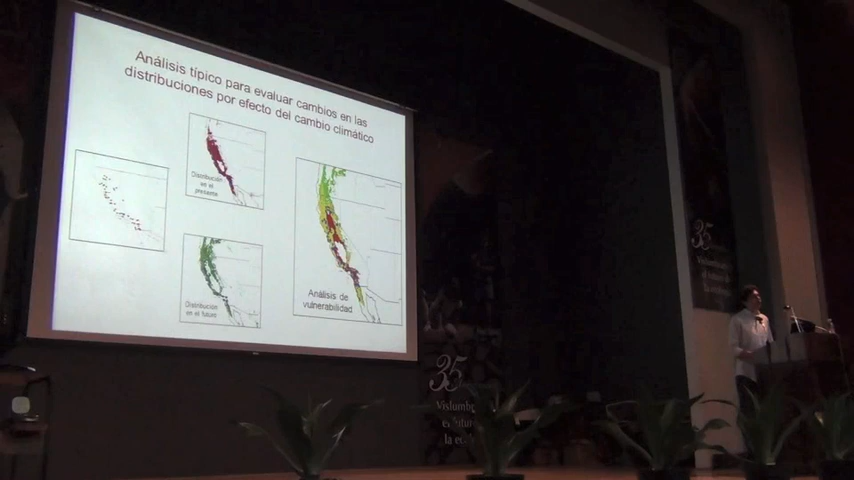 Análisis típico para evaluar cambios en las
distribuciones por efecto del cambio climático
Distribución
en el
presente
Distribución
en el futuro
Análisis de
vulnerabilidad
35
35